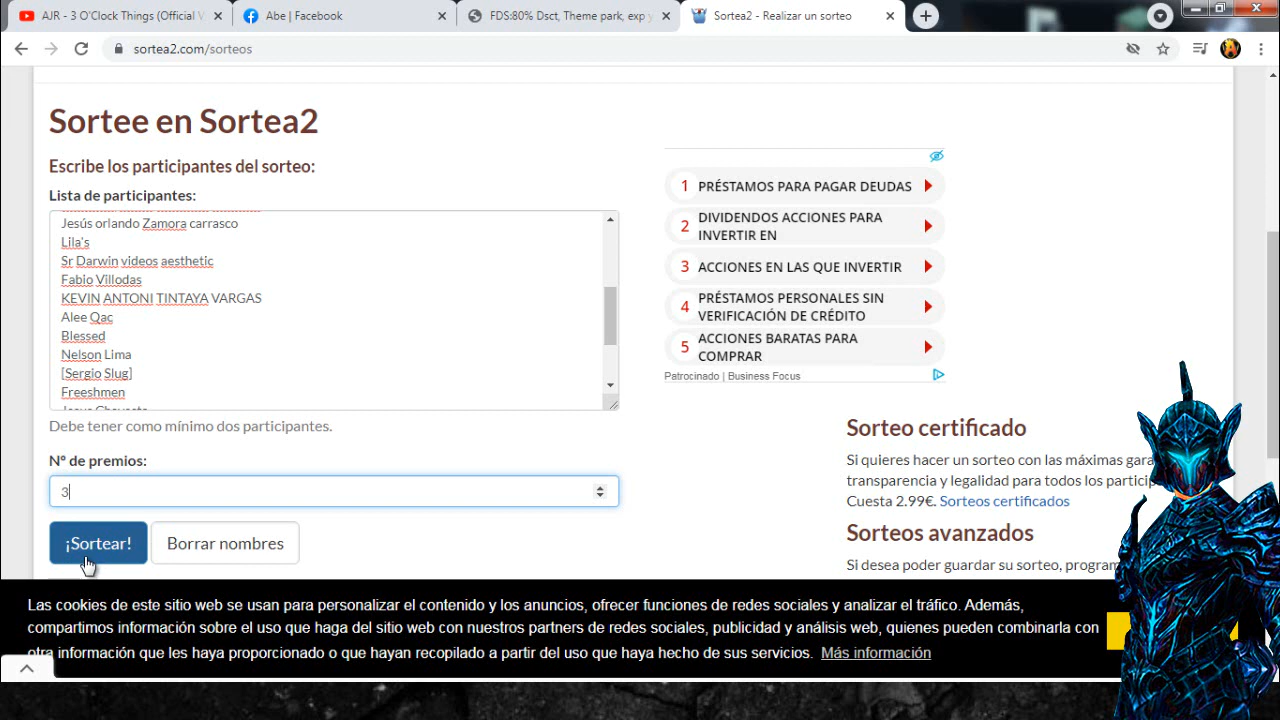 AJR - 3 O'Clock Things (Official V
Abe | Facebook
FDS:80% Dsct, Theme park, exp y
Sortea2 - Realizar un sorteo
sortea2.com/sorteos
Sortee en Sortea2
Escribe los participantes del sorteo:
Lista de participantes:
Jesús orlando Zamora carrasco
Lila's
Sr Darwin videos aesthetic
Fabio Villodas
KEVIN ANTONI TINTAYA VARGAS
Alee Qac
Blessed
Nelson Lima
[Sergio Slug]
Freeshmen
Debe tener como mínimo dos participantes.
Nº de premios:
3
¡Sortear!
Borrar nombres
1 PRÉSTAMOS PARA PAGAR DEUDAS
2 DIVIDENDOS ACCIONES PARA
INVERTIR EN
3 ACCIONES EN LAS QUE INVERTIR
4 PRÉSTAMOS PERSONALES SIN
VERIFICACIÓN DE CRÉDITO
5 ACCIONES BARATAS PARA
COMPRAR
Patrocinado | Business Focus
Sorteo certificado
Si quieres hacer un sorteo con las máximas gara
transparencia y legalidad para todos los particip
Cuesta 2.99€. Sorteos certificados
Sorteos avanzados
Si desea poder guardar su sorteo, program
Las cookies de este sitio web se usan para personalizar el contenido y los anuncios, ofrecer funciones de redes sociales y analizar el tráfico. Además,
compartimos información sobre el uso que haga del sitio web con nuestros partners de redes sociales, publicidad y análisis web, quienes pueden combinarla con
otra información que les haya proporcionado o que hayan recopilado a partir del uso que haya hecho de sus servicios. Más información